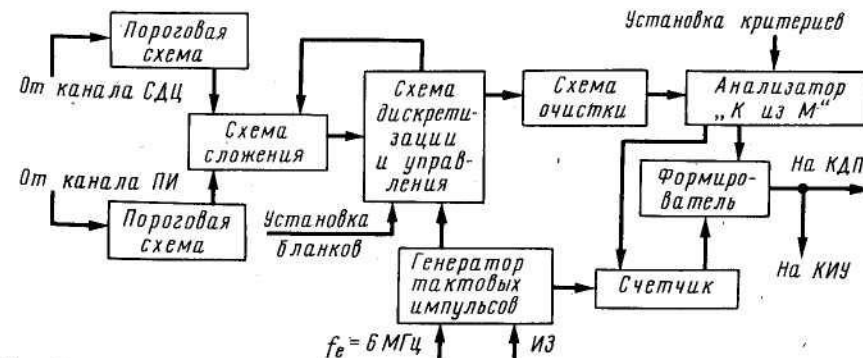 Пороговая
схема
От канала СДЦ
Схема
сложения
От канала ПИ
Пороговая
схема
Установка
бланков
Схема
дискрети-
зации
и управ-
ления
Схема
очистки
Установка критериев
Анализатор
„К из М“
Формиро-
ватель
На КДП
На КИУ
Генератор
тактовых
импульсов
Счетчик
fе = 6 МГц
ИЗ